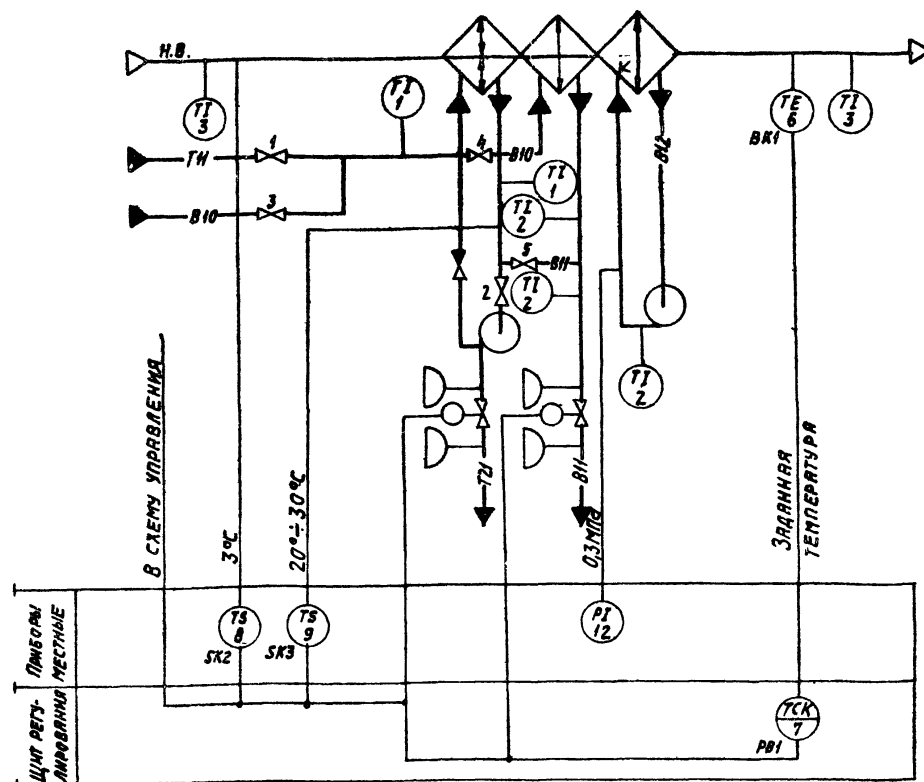 Н.В.
TI
3
TI
1
1
Т11
4
В10
3
В10
TI
1
TI
2
5
В11
TI
2
2
В12
TE
6
BK1
TI
3
TI
2
В СХЕМУ УПРАВЛЕНИЯ
3°С
20°÷30°С
Т21
В11
0,3МПа
ЗАДАННАЯ
ТЕМПЕРАТУРА
ПРИБОРЫ
МЕСТНЫЕ
TS
8
SK2
TS
9
SK3
PI
12
ЩИТ РЕГУ-
ЛИРОВАНИЯ
TCK
7
РВ1